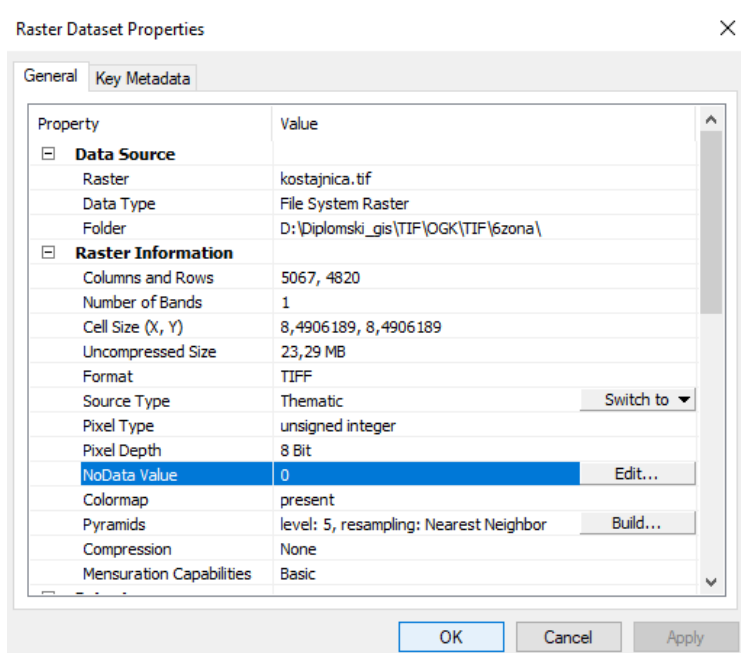 Raster Dataset Properties
General Key Metadata
Property Value
Data Source
Raster kostajnica.tif
Data Type File System Raster
Folder D:\Diplomski_gis\TIF\OGK\TIF\6zona\
Raster Information
Columns and Rows 5067, 4820
Number of Bands 1
Cell Size (X, Y) 8,4906189, 8,4906189
Uncompressed Size 23,29 MB
Format TIFF
Source Type Thematic Switch to
Pixel Type unsigned integer
Pixel Depth 8 Bit
NoData Value 0 Edit...
Colormap present
Pyramids level: 5, resampling: Nearest Neighbor Build...
Compression None
Mensuration Capabilities Basic
OK Cancel Apply